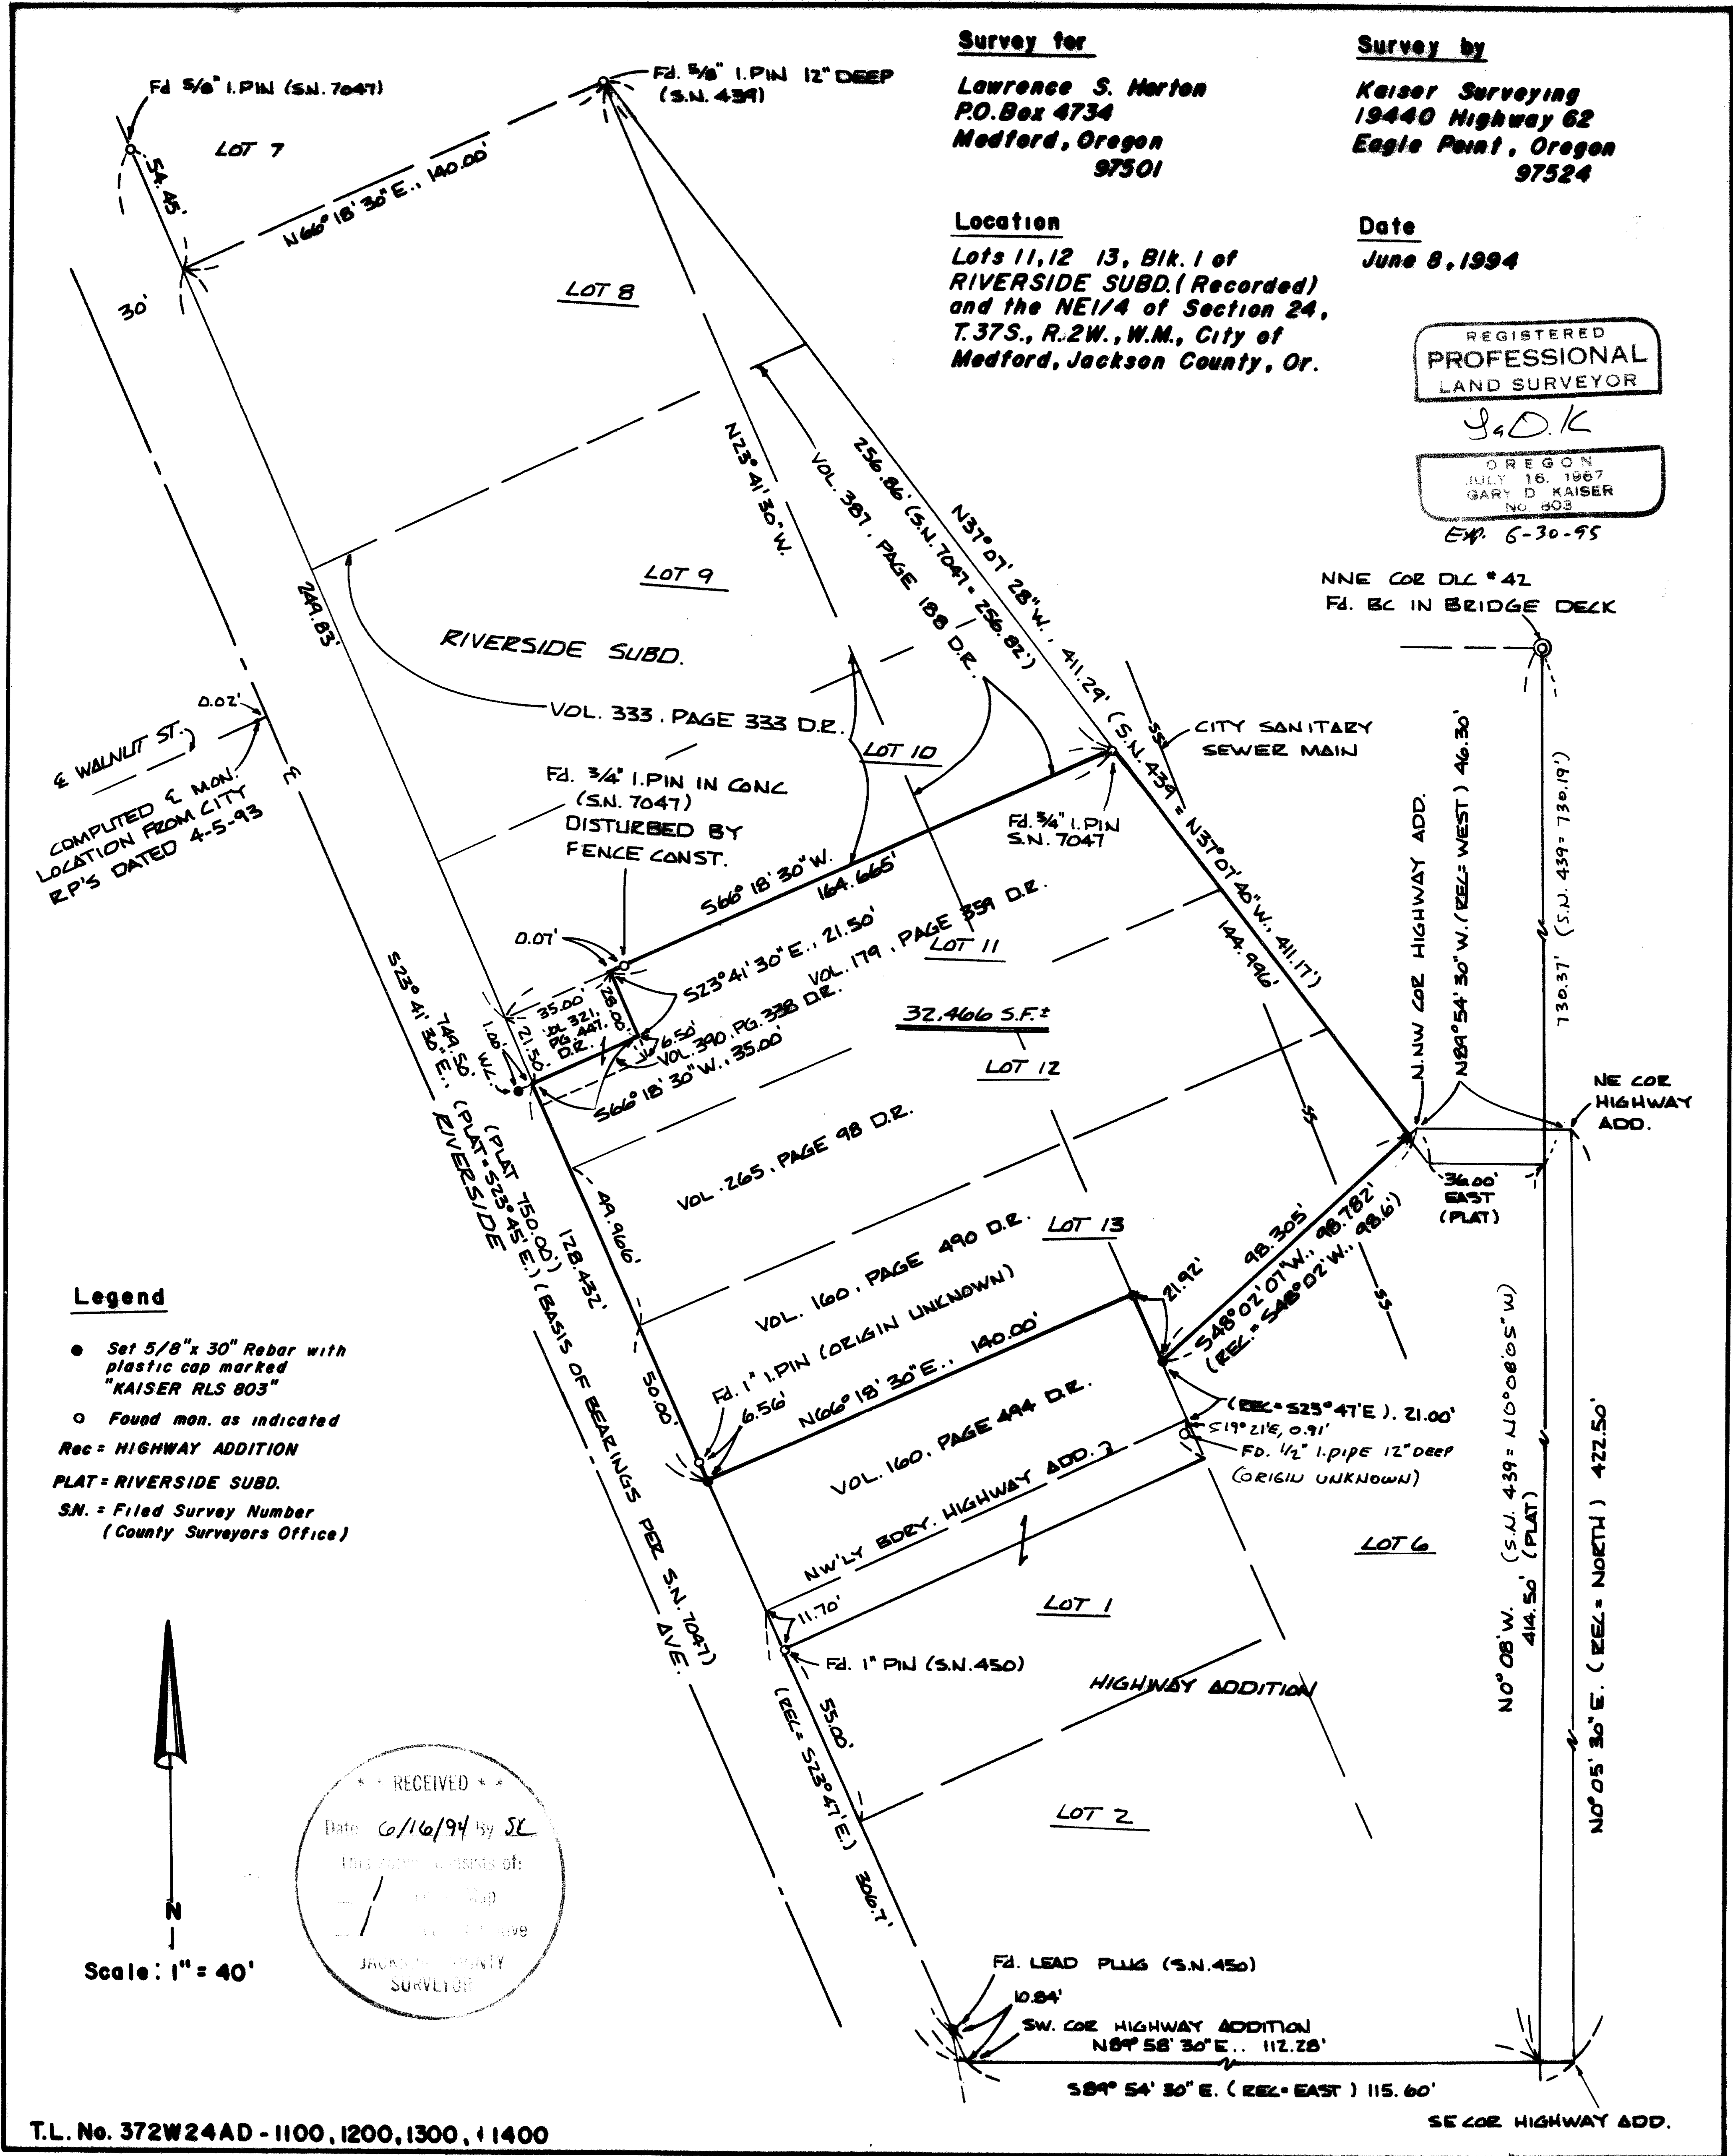 Survey for
Lawrence S. Horton
P.O. Box 4734
Medford, Oregon
97501
Survey by
Kaiser Surveying
19440 Highway 62
Eagle Point, Oregon
97524
Location
Lots 11, 12 13, Blk. 1 of
RIVERSIDE SUBD. (Recorded)
and the NE1/4 of Section 24,
T.37S., R.2W., W.M., City of
Medford, Jackson County, Or.
Date
June 8, 1994
REGISTERED
PROFESSIONAL
LAND SURVEYOR
OREGON
JULY 16, 1967
GARY D KAISER
No. 803
Exp. 6-30-95
Fd 5/8" I.PIN (S.N. 7047)
Fd. 5/8" I.PIN 12" DEEP
(S.N. 439)
LOT 7
54.45'
N66° 18' 30" E., 140.00'
30'
LOT 8
N23° 41' 30" W.
VOL. 387, PAGE 188 D.R.
256.86' (S.N. 7047 = 256.82')
N37° 07' 28" W., 411.29' (S.N. 439 = N37° 07' 40" W., 411.17')
NNE COR DLC #42
Fd. BC IN BRIDGE DECK
249.83'
LOT 9
RIVERSIDE SUBD.
VOL. 333, PAGE 333 D.R.
0.02'
℄ WALNUT ST.
COMPUTED ℄ MON.
LOCATION FROM CITY
R.P'S DATED 4-5-93
LOT 10
SS
CITY SANITARY
SEWER MAIN
Fd. 3/4" I.PIN IN CONC
(S.N. 7047)
DISTURBED BY
FENCE CONST.
Fd. 3/4" I.PIN
S.N. 7047
S66° 18' 30" W.
164.665'
144.996'
0.07'
S23° 41' 30" E., 21.50'
VOL. 179, PAGE 359 D.R.
LOT 11
35.00'
VOL 321,
PG. 447.
D.R.
28.00'
21.50'
1.00'
W.C.
6.50'
VOL. 390, PG. 338 D.R.
S66° 18' 30" W., 35.00'
32,466 S.F.±
LOT 12
N.NW COR HIGHWAY ADD.
N89° 54' 30" W. (REC = WEST) 46.30'
730.37' (S.N. 439 = 730.19')
NE COR
HIGHWAY
ADD.
36.00'
EAST
(PLAT)
749.50' (PLAT 750.00')
S23° 41' 30" E., (PLAT = S23° 45' E.) (BASIS OF BEARINGS PER S.N. 7047)
RIVERSIDE AVE.
128.432'
49.966'
VOL. 265, PAGE 98 D.R.
SS
VOL. 160, PAGE 490 D.R.
LOT 13
98.305'
S48° 02' 07" W., 98.782'
(REC. = S48° 02' W., 98.6')
SS
21.92'
Fd. 1" I.PIN (ORIGIN UNKNOWN)
6.56'
50.00'
N66° 18' 30" E., 140.00'
VOL. 160, PAGE 494 D.R.
(REC = S23° 47' E), 21.00'
S19° 21' E, 0.91'
FD. 1/2" I.PIPE 12" DEEP
(ORIGIN UNKNOWN)
NW'LY BDRY. HIGHWAY ADD.
LOT 6
11.70'
LOT 1
Fd. 1" PIN (S.N. 450)
HIGHWAY ADDITION
55.00'
(REC = S23° 47' E.) 306.7'
LOT 2
N0° 08' W. (S.N. 439 = N0° 08' 05" W)
414.50' (PLAT)
N0° 05' 30" E. (REC = NORTH) 422.50'
Fd. LEAD PLUG (S.N. 450)
10.84'
SW. COR HIGHWAY ADDITION
N89° 58' 30" E.. 112.28'
S89° 54' 30" E. (REC = EAST) 115.60'
SE COR HIGHWAY ADD.
Legend
Set 5/8" x 30" Rebar with
plastic cap marked
"KAISER RLS 803"
Found mon. as indicated
Rec = HIGHWAY ADDITION
PLAT = RIVERSIDE SUBD.
S.N. = Filed Survey Number
(County Surveyors Office)
N
Scale: 1" = 40'
* * RECEIVED * *
Date 6/16/94 By
JACKSON COUNTY
SURVEYOR
T.L. No. 372W24AD - 1100, 1200, 1300, & 1400